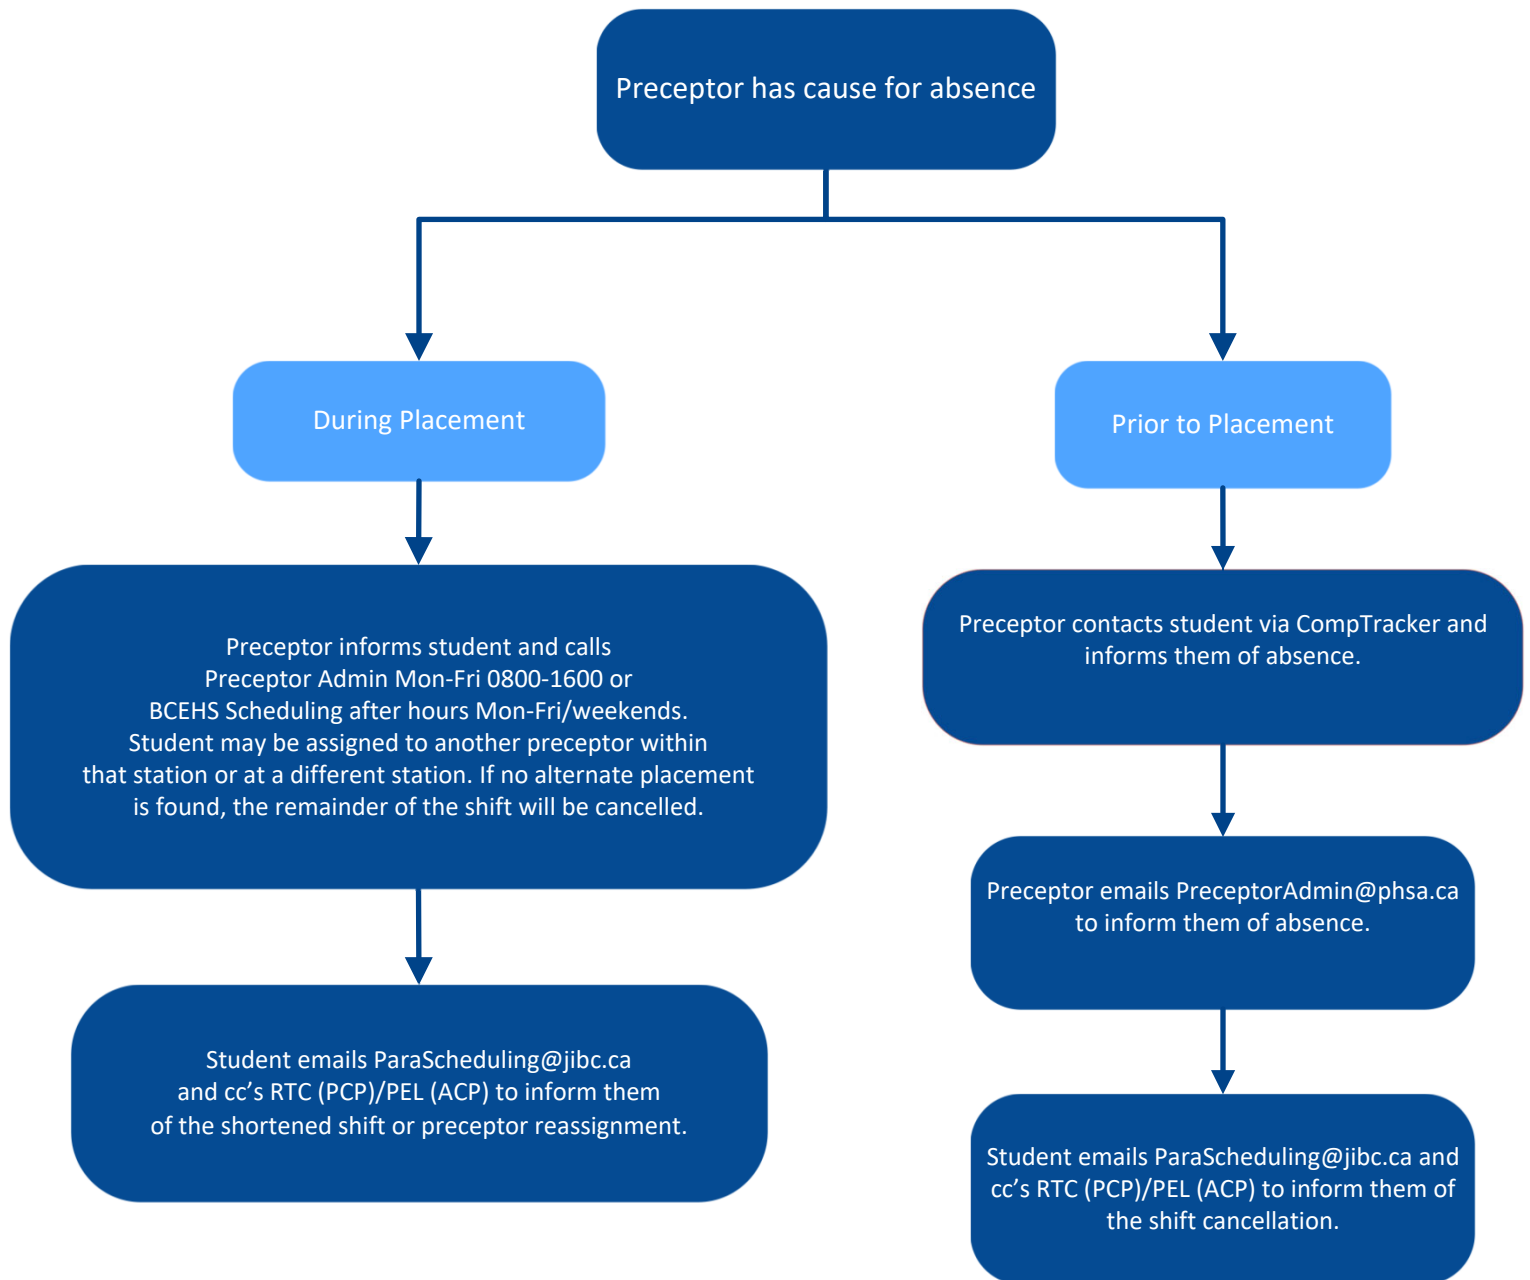 Preceptor has cause for absence
During Placement
Prior to Placement
Preceptor informs student and calls
Preceptor Admin Mon-Fri 0800-1600 or
BCEHS Scheduling after hours Mon-Fri/weekends.
Student may be assigned to another preceptor within
that station or at a different station. If no alternate placement
is found, the remainder of the shift will be cancelled.
Student emails ParaScheduling@jibc.ca
and cc’s RTC (PCP)/PEL (ACP) to inform them
of the shortened shift or preceptor reassignment.
Preceptor contacts student via CompTracker and
informs them of absence.
Preceptor emails PreceptorAdmin@phsa.ca
to inform them of absence.
Student emails ParaScheduling@jibc.ca and
cc’s RTC (PCP)/PEL (ACP) to inform them of
the shift cancellation.